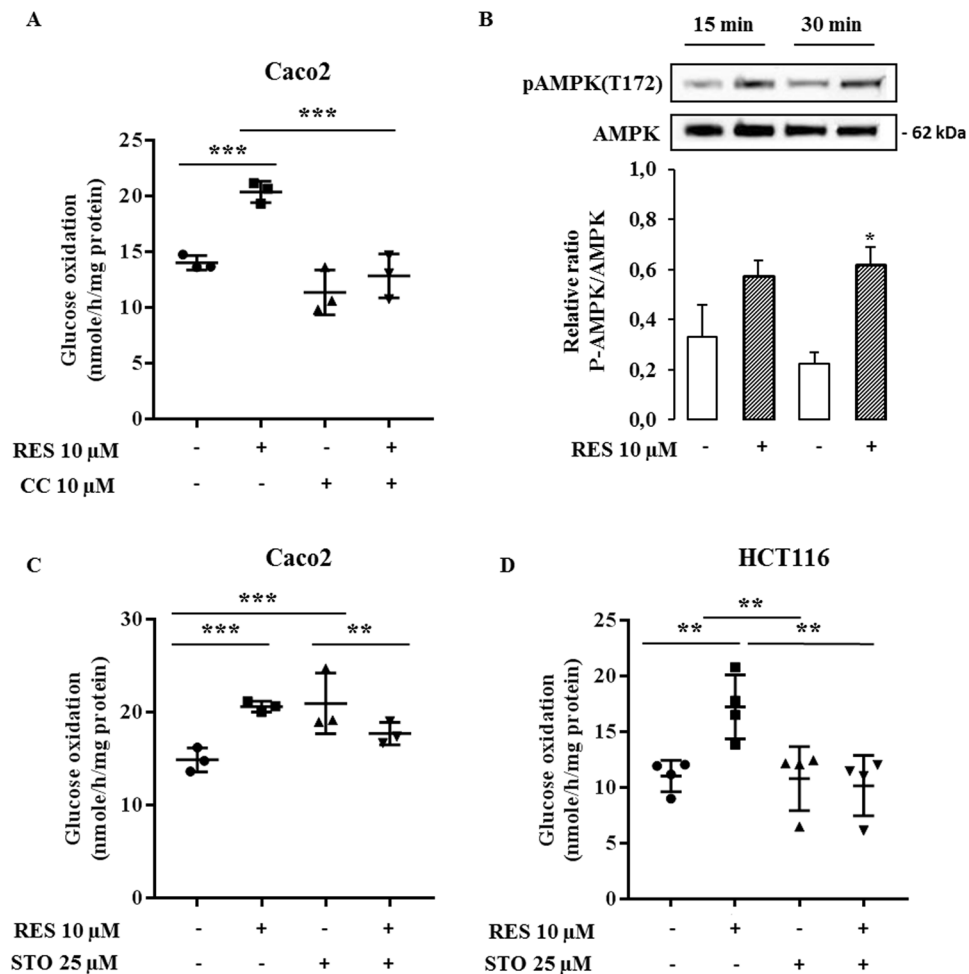 A
Caco2
***
***
25
20
15
10
5
0
Glucose oxidation
(nmole/h/mg protein)
RES 10 µM - + - +
CC 10 µM - - + +
B
15 min 30 min
pAMPK(T172)
AMPK - 62 kDa
1,0
0,8
0,6
0,4
0,2
0,0
*
Relative ratio
P-AMPK/AMPK
RES 10 µM - + - +
C
Caco2
***
*** **
30
20
10
0
Glucose oxidation
(nmole/h/mg protein)
RES 10 µM - + - +
STO 25 µM - - + +
D
HCT116
**
** **
25
20
15
10
5
0
Glucose oxidation
(nmole/h/mg protein)
RES 10 µM - + - +
STO 25 µM - - + +